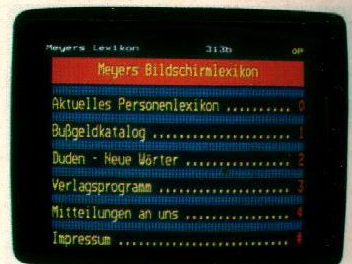 Meyers Lexikon 313b 0P
Meyers Bildschirmlexikon
Aktuelles Personenlexikon .......... 0
Bußgeldkatalog ..................... 1
Duden - Neue Wörter ................ 2
Verlagsprogramm .................... 3
Mitteilungen an uns ................ 4
Impressum .......................... #